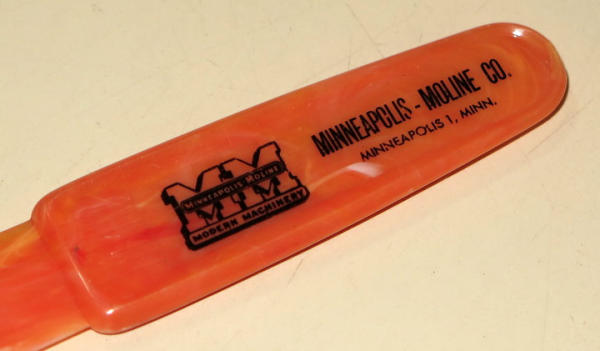 MM
MINNEAPOLIS MOLINE
MODERN MACHINERY
MINNEAPOLIS - MOLINE CO.
MINNEAPOLIS 1, MINN.